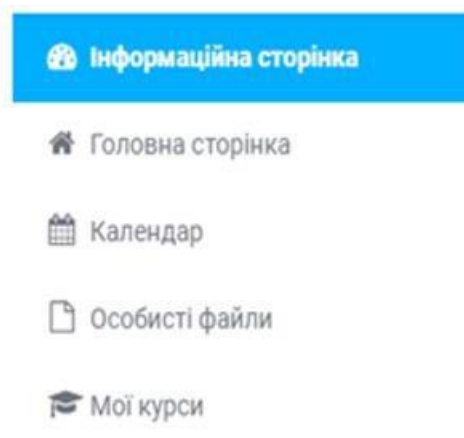 Інформаційна сторінка
Головна сторінка
Календар
Особисті файли
Мої курси